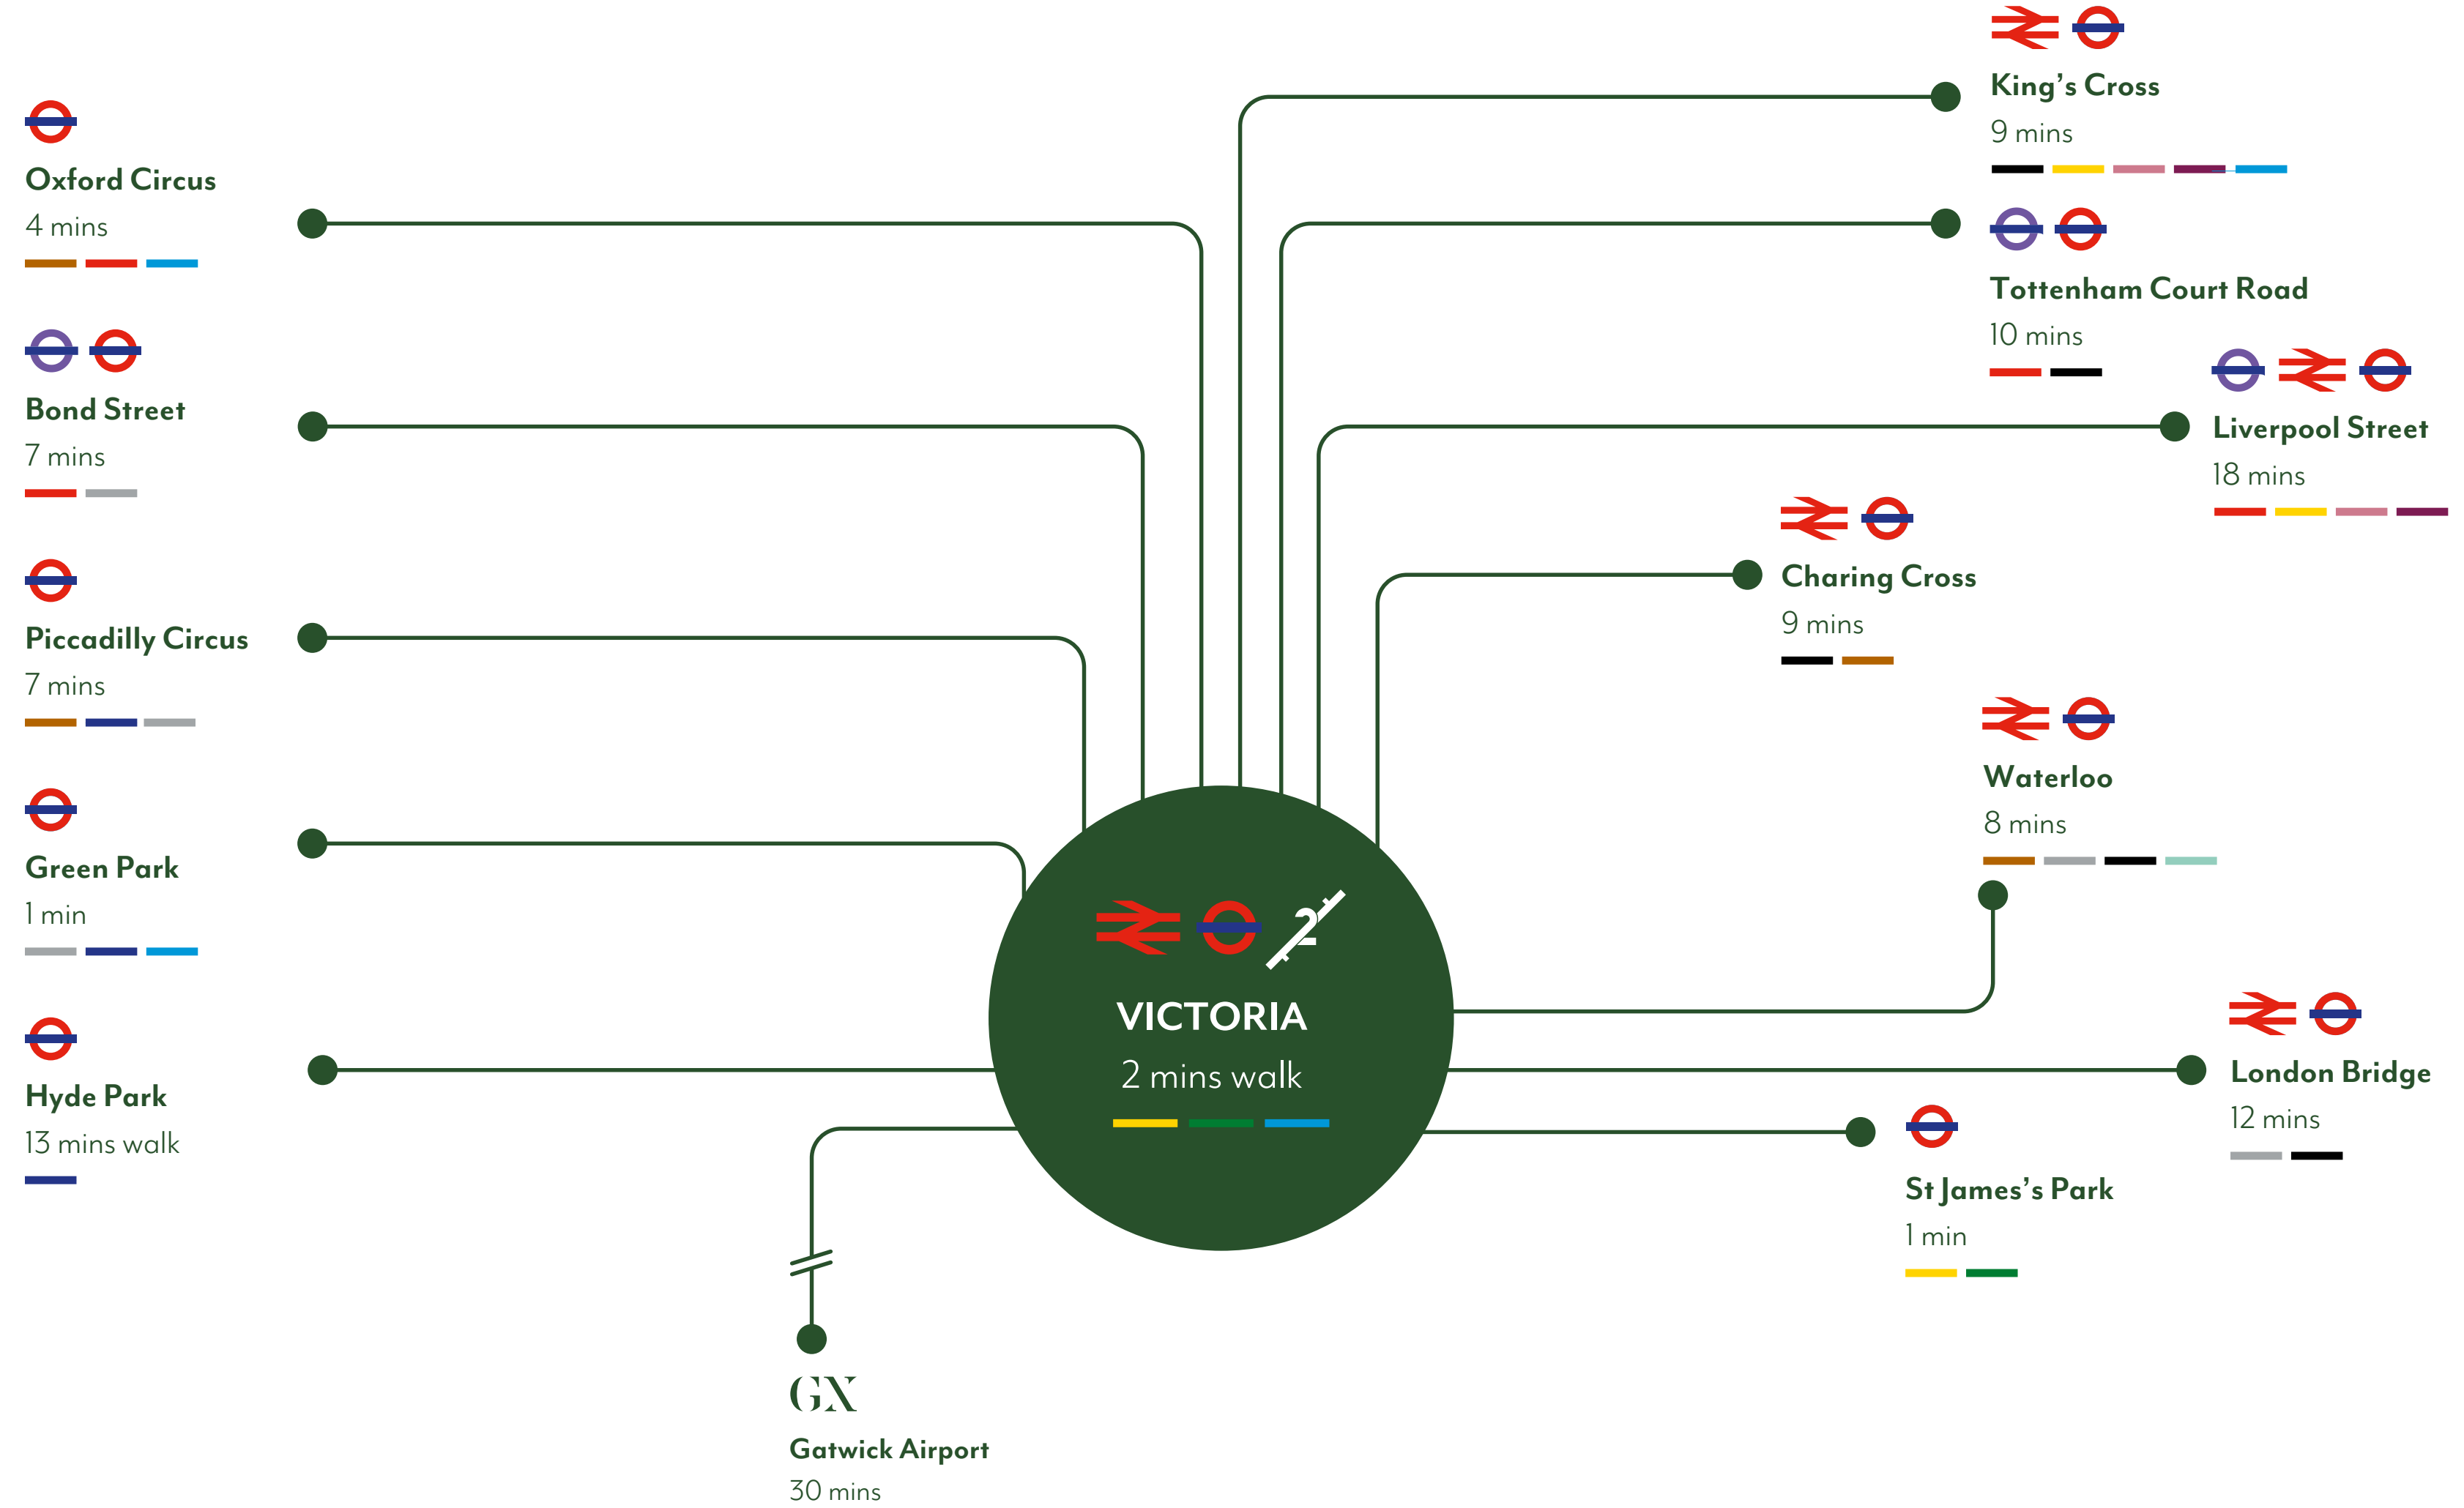 King's Cross
9 mins
Oxford Circus
4 mins
Tottenham Court Road
10 mins
Bond Street
7 mins
Liverpool Street
18 mins
Charing Cross
9 mins
Piccadilly Circus
7 mins
Waterloo
8 mins
Green Park
1 min
2
VICTORIA
2 mins walk
Hyde Park
13 mins walk
London Bridge
12 mins
St James's Park
1 min
GX
Gatwick Airport
30 mins